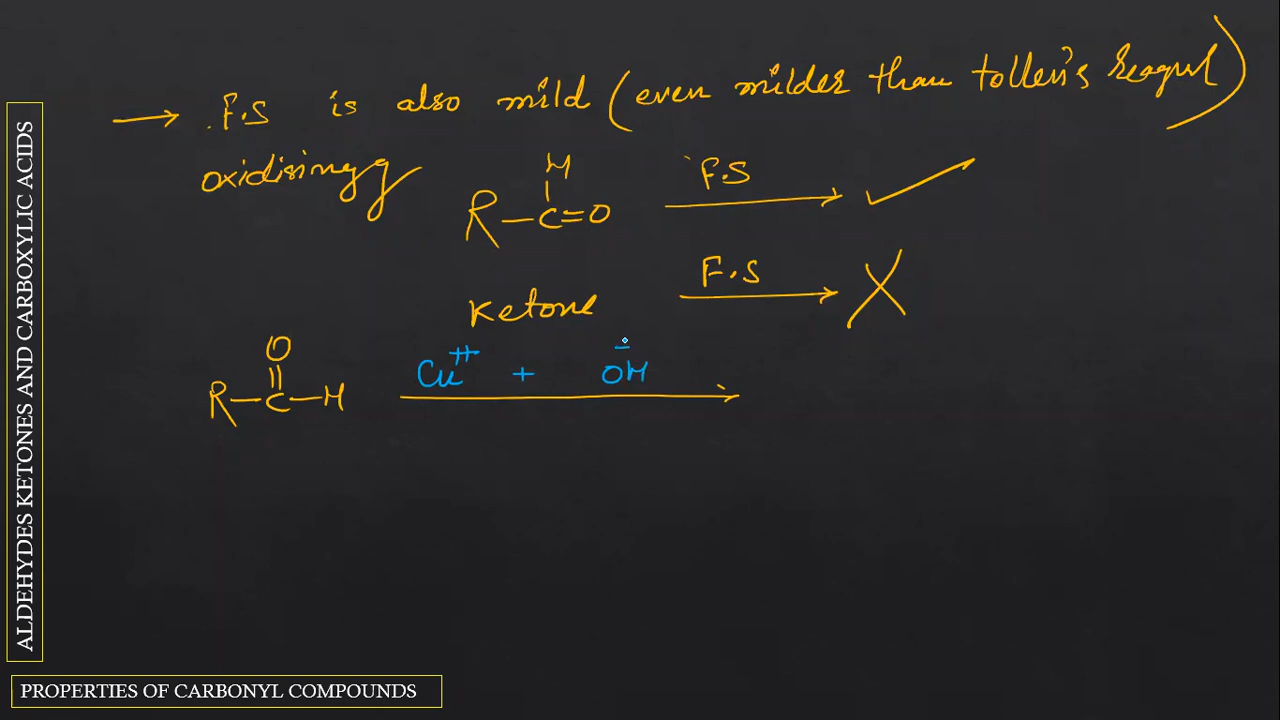 → F.S is also mild (even milder than tollen's reagent)
oxidising
H
R-C=O F.S → ✓
Ketone F.S → X
O
R-C-H Cu++ + OH- →
ALDEHYDES KETONES AND CARBOXYLIC ACIDS
PROPERTIES OF CARBONYL COMPOUNDS